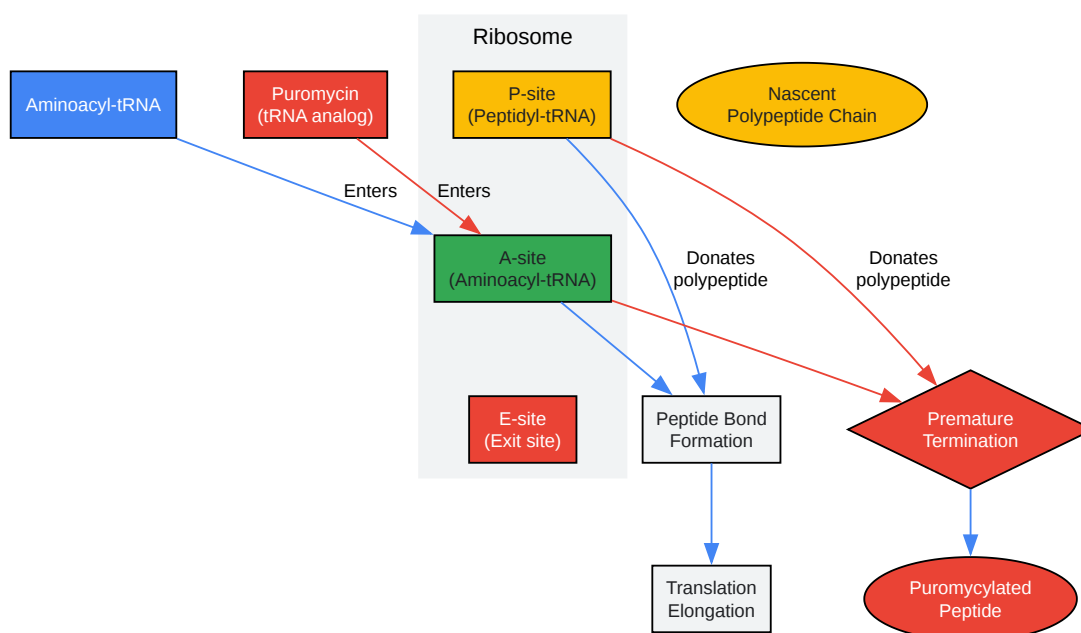 Ribosome
Aminoacyl-tRNA
Puromycin
(tRNA analog)
P-site
(Peptidyl-tRNA)
Nascent
Polypeptide Chain
Enters
Enters
A-site
(Aminoacyl-tRNA)
Donates
polypeptide
Donates
polypeptide
E-site
(Exit site)
Peptide Bond
Formation
Premature
Termination
Translation
Elongation
Puromycylated
Peptide